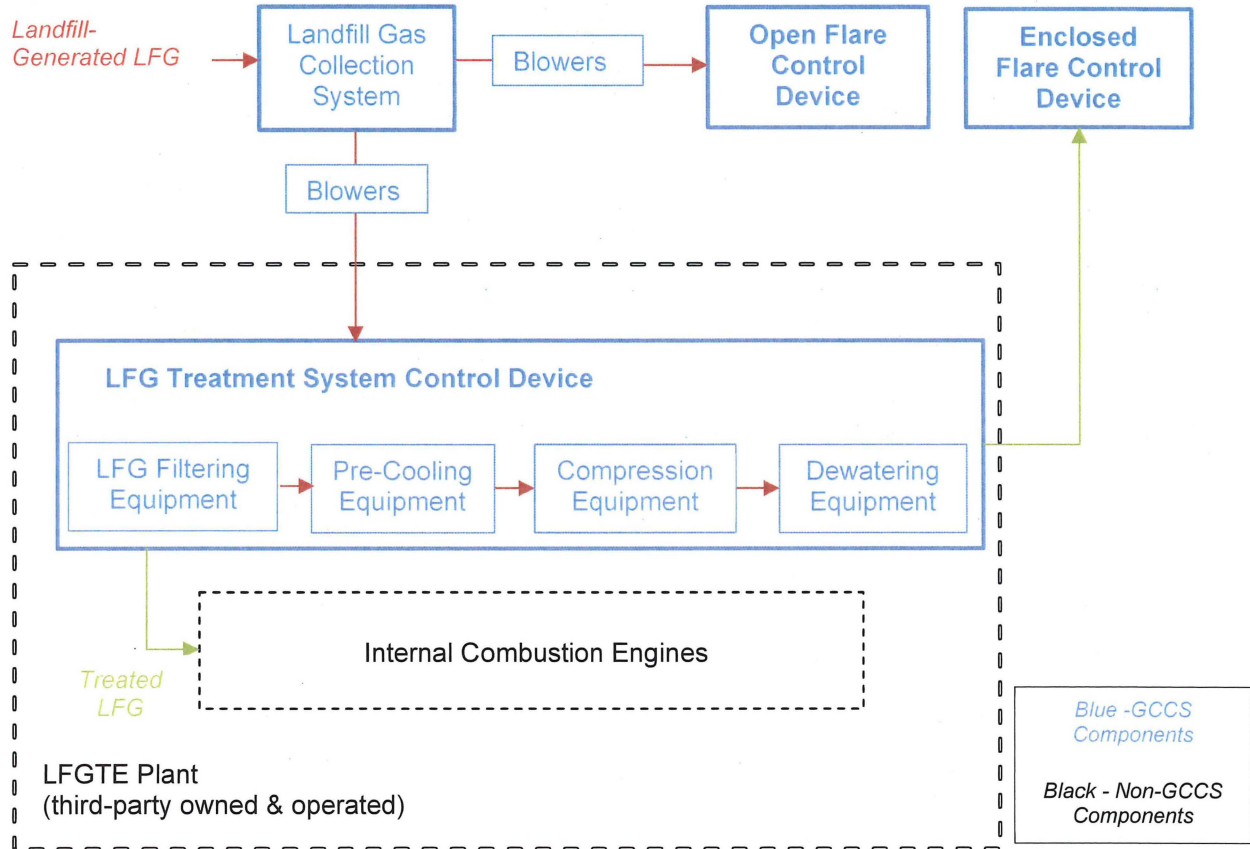 Landfill-
Generated LFG
Landfill Gas
Collection
System
Blowers
Open Flare
Control
Device
Enclosed
Flare Control
Device
Blowers
LFG Treatment System Control Device
LFG Filtering
Equipment
Pre-Cooling
Equipment
Compression
Equipment
Dewatering
Equipment
Internal Combustion Engines
Treated
LFG
LFGTE Plant
(third-party owned & operated)
Blue -GCCS
Components
Black - Non-GCCS
Components